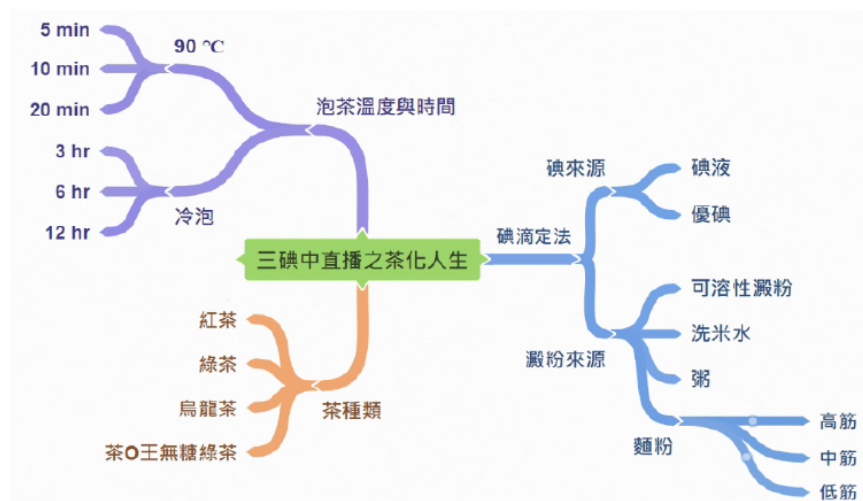 5 min
10 min
20 min
90 ℃
泡茶溫度與時間
3 hr
6 hr
12 hr
冷泡
三碘中直播之茶化人生
碘滴定法
碘來源
碘液
優碘
澱粉來源
可溶性澱粉
洗米水
粥
麵粉
高筋
中筋
低筋
茶種類
紅茶
綠茶
烏龍茶
茶O王無糖綠茶